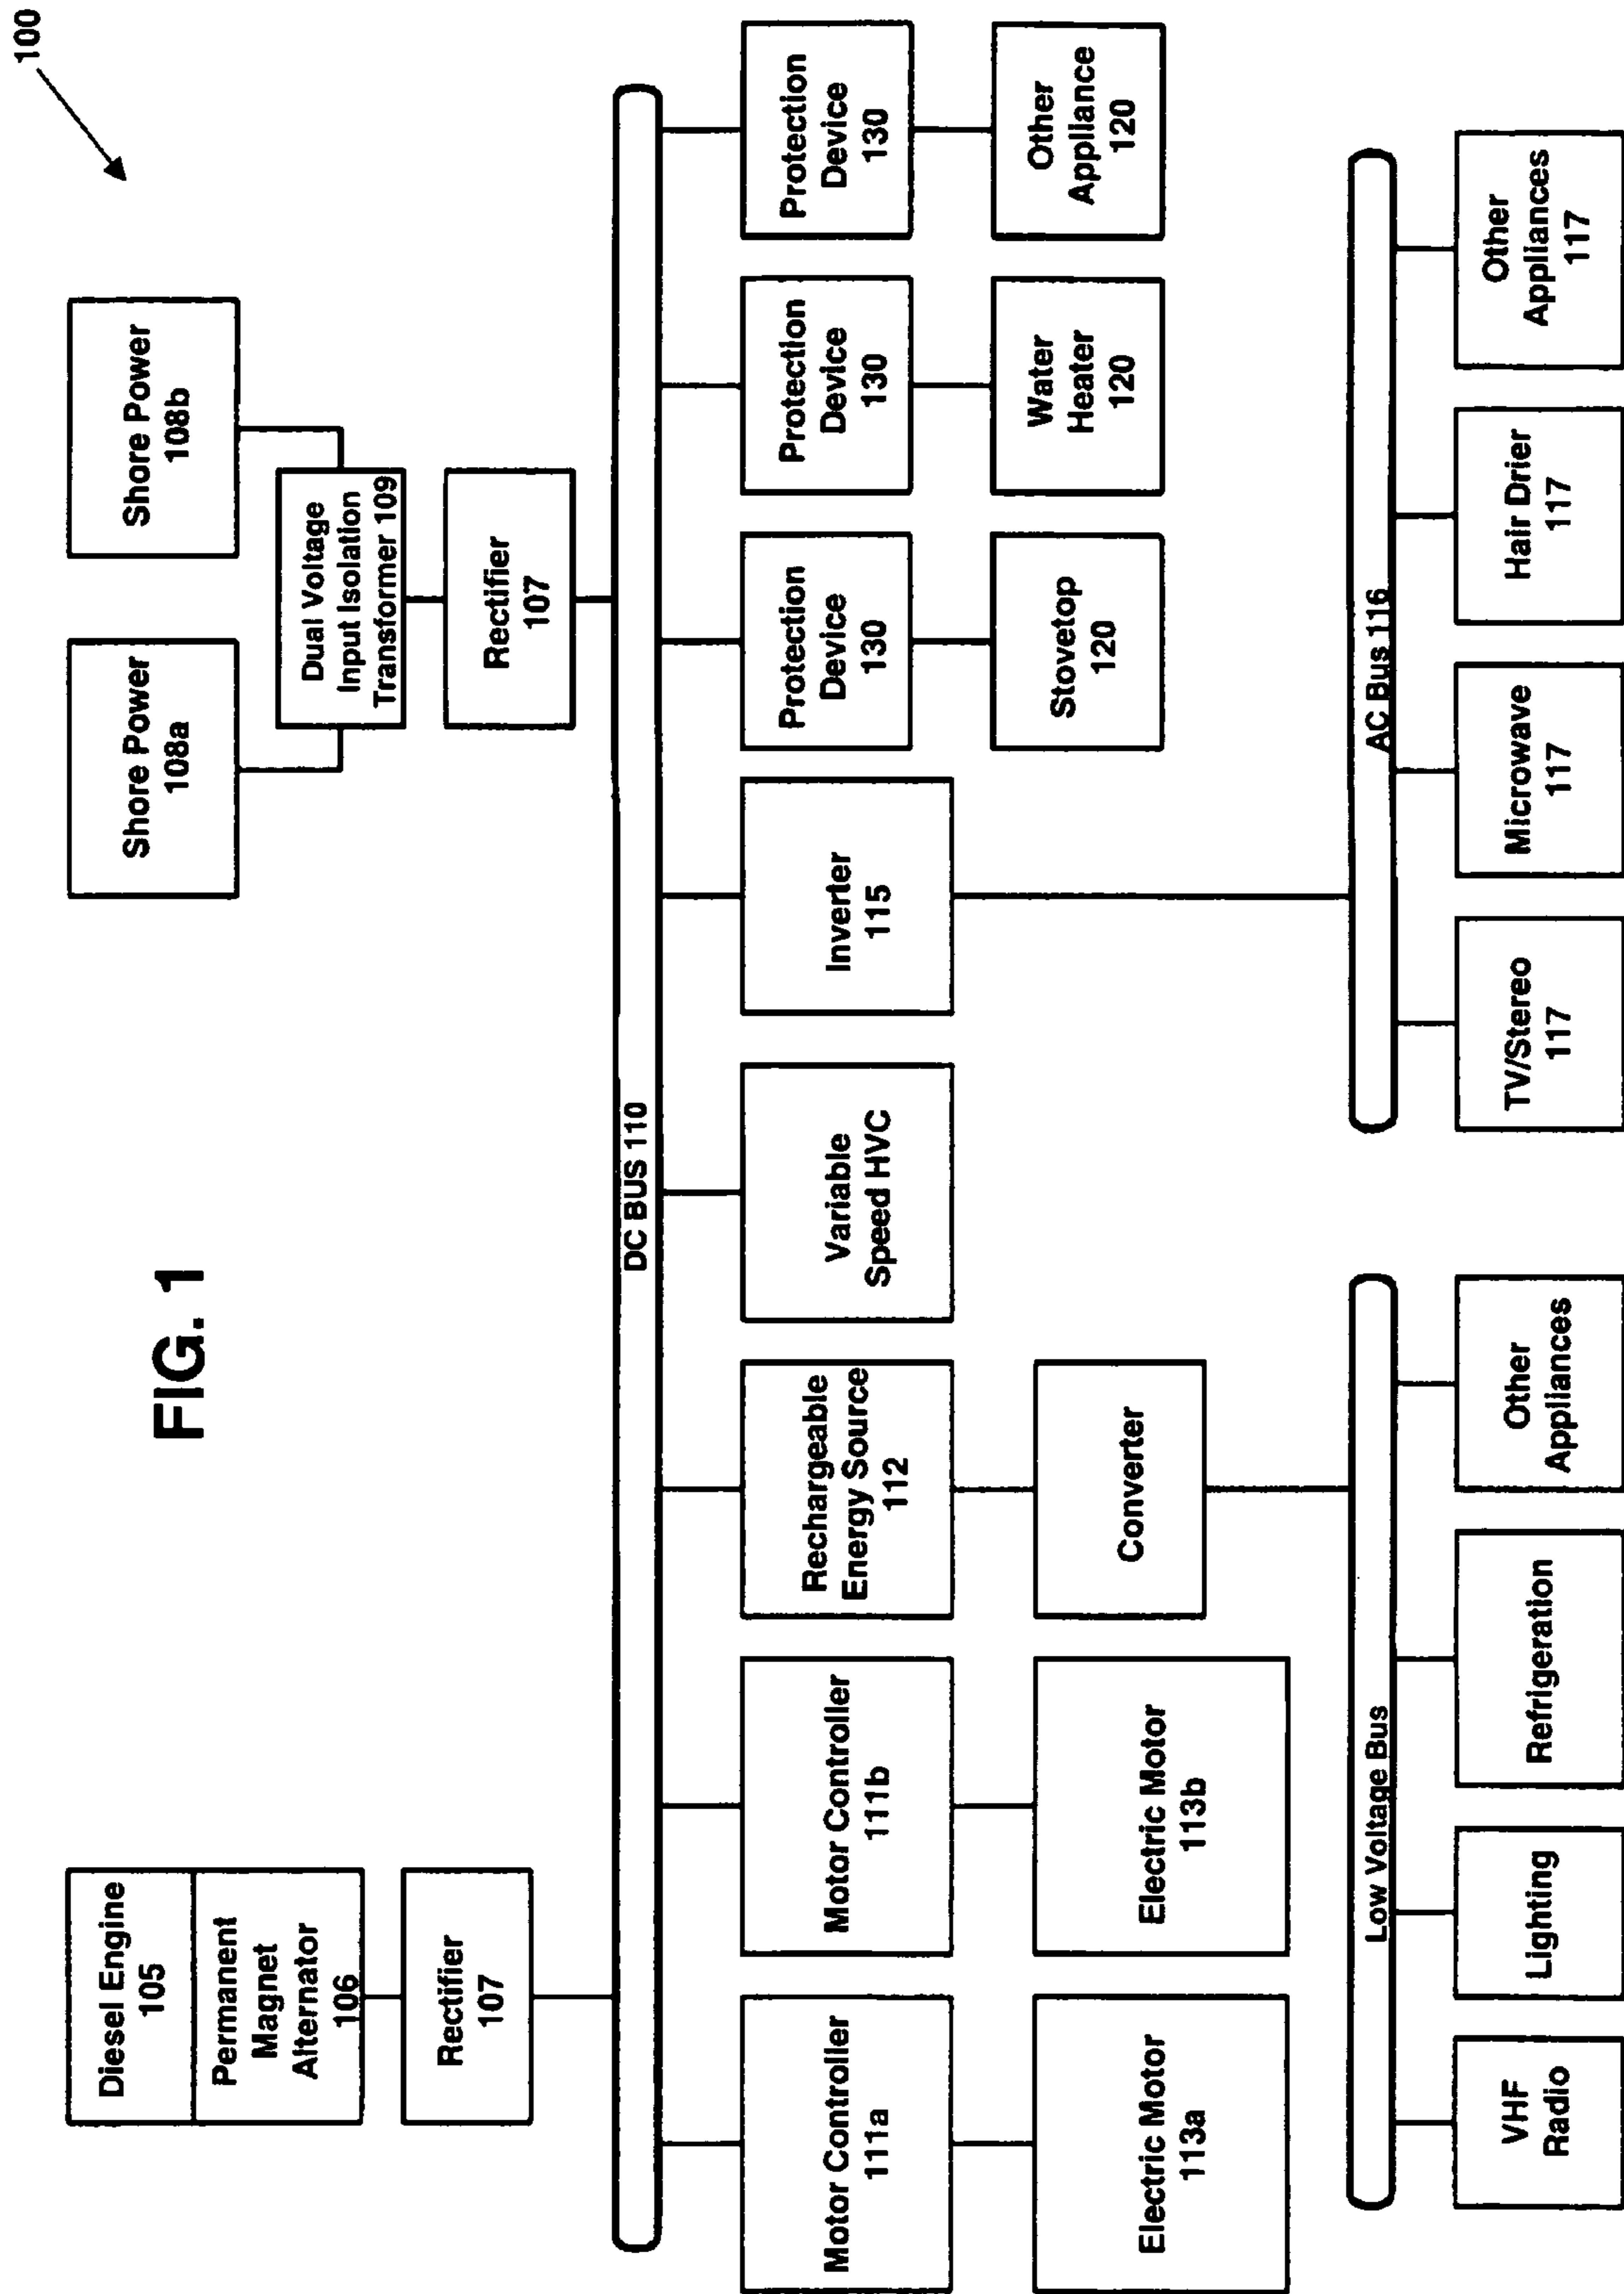 100
FIG. 1
Diesel Engine
105
Permanent
Magnet
Alternator
106
Rectifier
107
Shore Power
108a
Shore Power
108b
Dual Voltage
Input Isolation
Transformer 109
Rectifier
107
DC BUS 110
Motor Controller
111a
Motor Controller
111b
Rechargeable
Energy Source
112
Variable
Speed HVC
Inverter
115
Protection
Device
130
Protection
Device
130
Protection
Device
130
Electric Motor
113a
Electric Motor
113b
Converter
Stovetop
120
Water
Heater
120
Other
Appliance
120
Low Voltage Bus
AC Bus 116
VHF
Radio
Lighting
Refrigeration
Other
Appliances
TV/Stereo
117
Microwave
117
Hair Drier
117
Other
Appliances
117